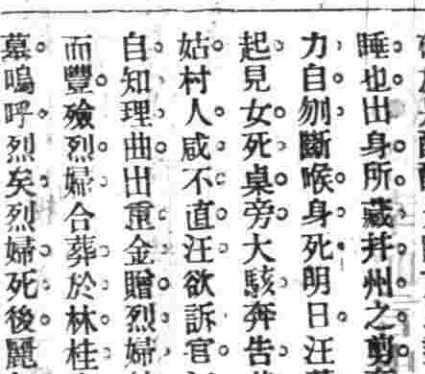 睡也。出身所藏幷州之剪。
力自刎斷喉。身死。明日。汪
起見女死桌旁。大駭。奔告。
姑。村人咸不直汪。欲訴官。
自知理曲。出重金贈烈婦
而豐殮烈婦。合葬於林桂
墓。嗚呼。烈矣。烈婦死後。麗